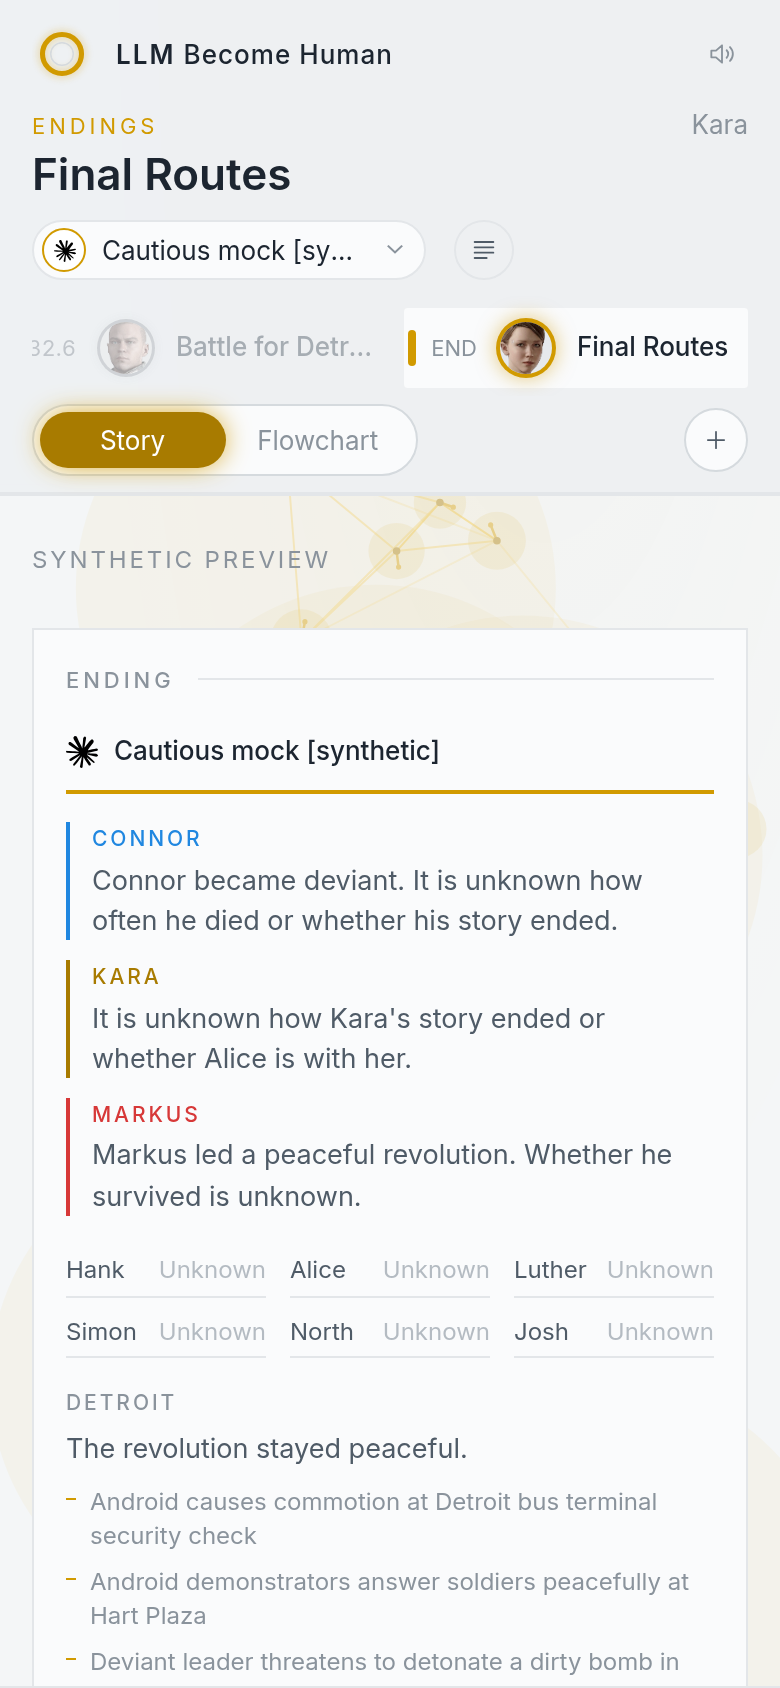 LLM Become Human
ENDINGS
Kara
Final Routes
Cautious mock [sy...
32.6
Battle for Detr...
END
Final Routes
Story
Flowchart
SYNTHETIC PREVIEW
ENDING
Cautious mock [synthetic]
CONNOR
Connor became deviant. It is unknown how
often he died or whether his story ended.
KARA
It is unknown how Kara's story ended or
whether Alice is with her.
MARKUS
Markus led a peaceful revolution. Whether he
survived is unknown.
Hank Unknown Alice Unknown Luther Unknown
Simon Unknown North Unknown Josh Unknown
DETROIT
The revolution stayed peaceful.
Android causes commotion at Detroit bus terminal
security check
Android demonstrators answer soldiers peacefully at
Hart Plaza
Deviant leader threatens to detonate a dirty bomb in